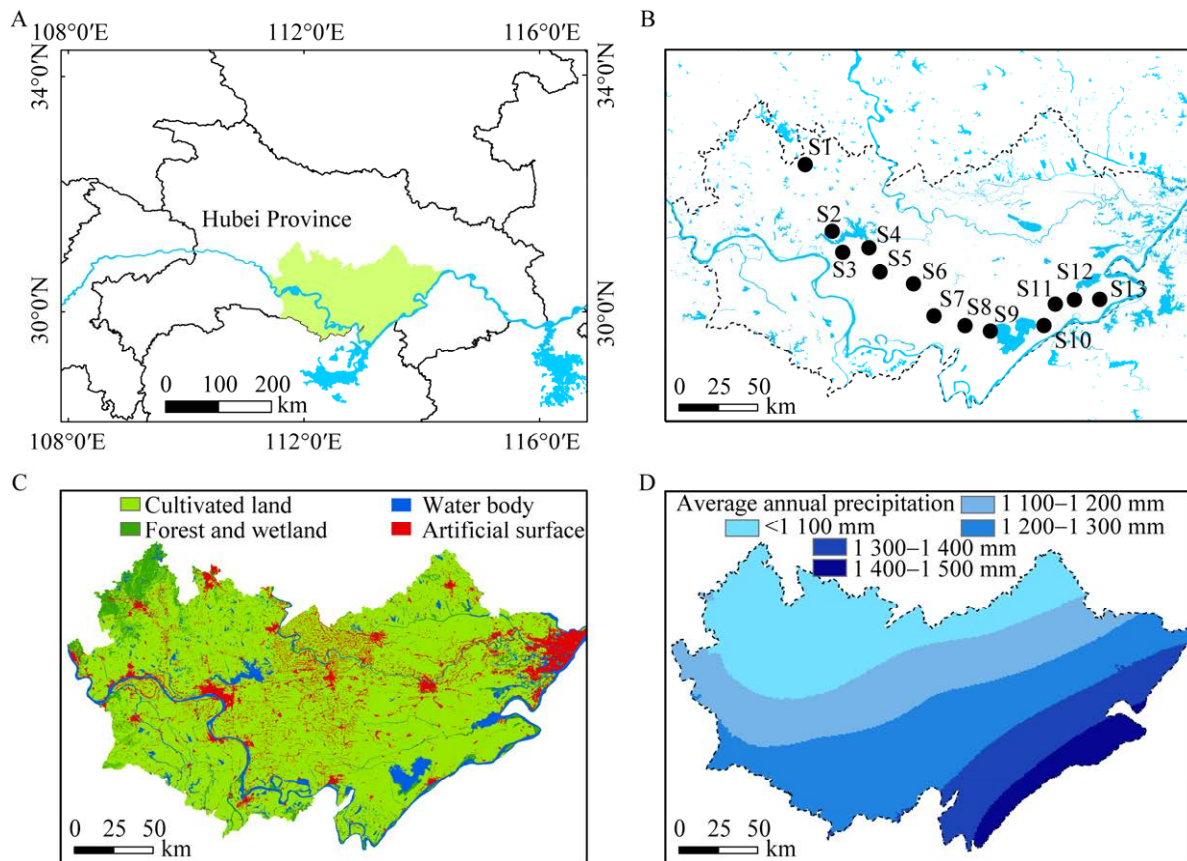 A
108°0′E 112°0′E 116°0′E
34°0′N 34°0′N
Hubei Province
30°0′N 30°0′N
0 100 200
km
108°0′E 112°0′E 116°0′E
B
S1
S2
S4
S3
S5
S6
S12
S7 S11 S13
S8
S9
S10
0 25 50
km
C
Cultivated land Water body
Forest and wetland Artificial surface
0 25 50
km
D
Average annual precipitation 1 100–1 200 mm
<1 100 mm 1 200–1 300 mm
1 300–1 400 mm
1 400–1 500 mm
0 25 50
km